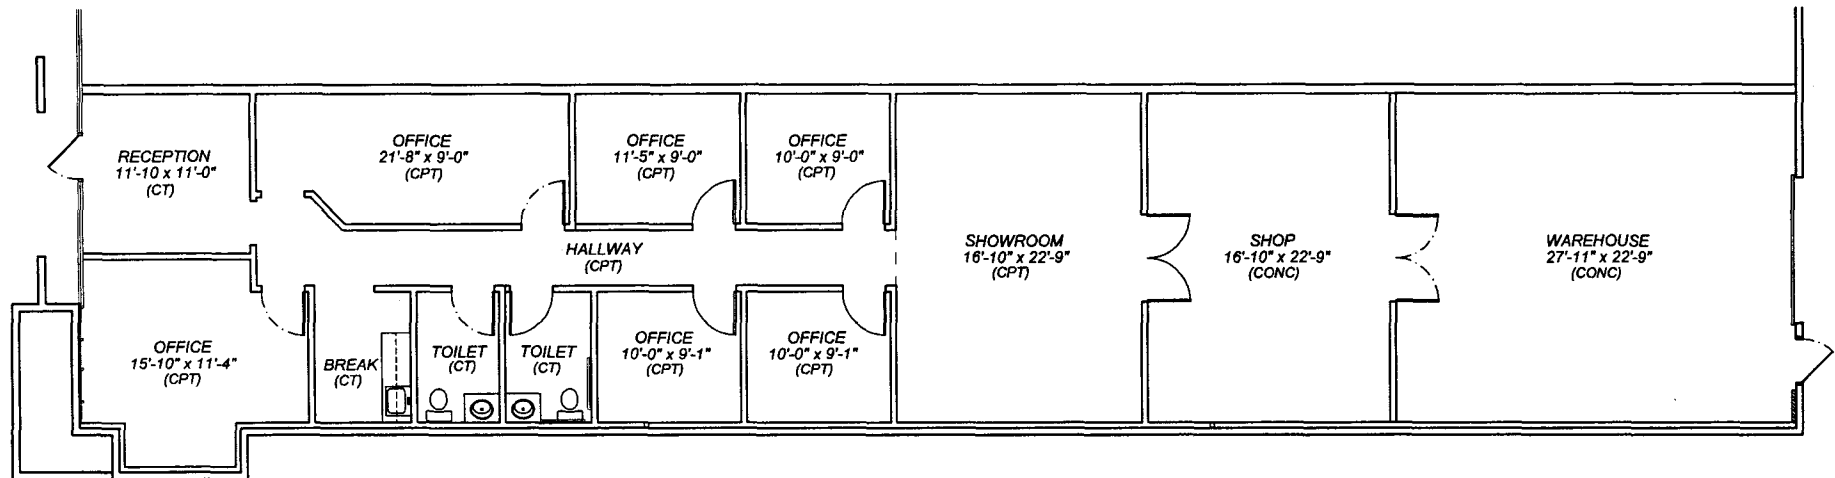 RECEPTION
11'-10 x 11'-0"
(CT)
OFFICE
21'-8" x 9'-0"
(CPT)
OFFICE
11'-5" x 9'-0"
(CPT)
OFFICE
10'-0" x 9'-0"
(CPT)
HALLWAY
(CPT)
SHOWROOM
16'-10" x 22'-9"
(CPT)
SHOP
16'-10" x 22'-9"
(CONC)
WAREHOUSE
27'-11" x 22'-9"
(CONC)
OFFICE
15'-10" x 11'-4"
(CPT)
BREAK
(CT)
TOILET
(CT)
TOILET
(CT)
OFFICE
10'-0" x 9'-1"
(CPT)
OFFICE
10'-0" x 9'-1"
(CPT)